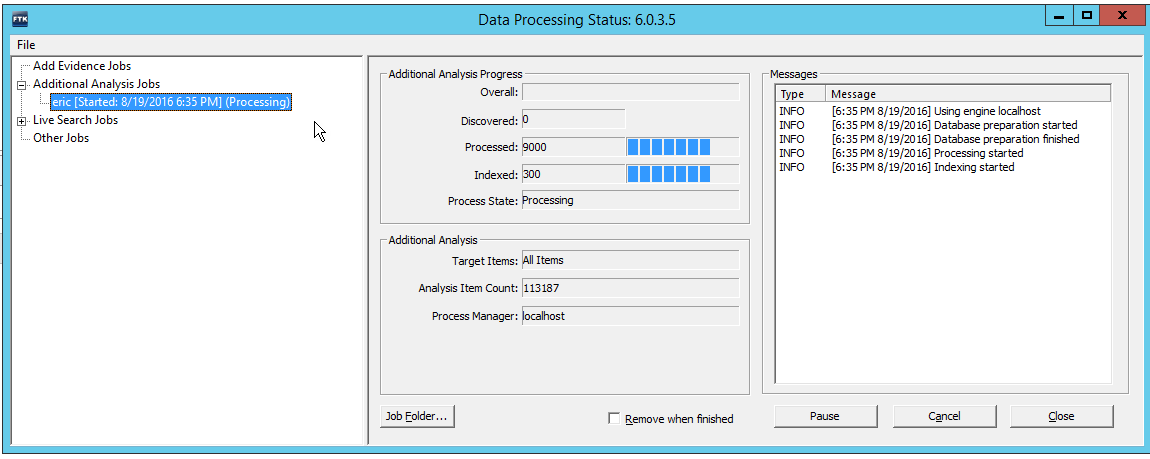 FTK
Data Processing Status: 6.0.3.5
File
Add Evidence Jobs
Additional Analysis Jobs
eric [Started: 8/19/2016 6:35 PM] (Processing)
Live Search Jobs
Other Jobs
Additional Analysis Progress
Overall:
Discovered: 0
Processed: 9000
Indexed: 300
Process State: Processing
Additional Analysis
Target Items: All Items
Analysis Item Count: 113187
Process Manager: localhost
Job Folder...
Remove when finished
Messages
Type Message
INFO [6:35 PM 8/19/2016] Using engine localhost
INFO [6:35 PM 8/19/2016] Database preparation started
INFO [6:35 PM 8/19/2016] Database preparation finished
INFO [6:35 PM 8/19/2016] Processing started
INFO [6:35 PM 8/19/2016] Indexing started
Pause Cancel Close